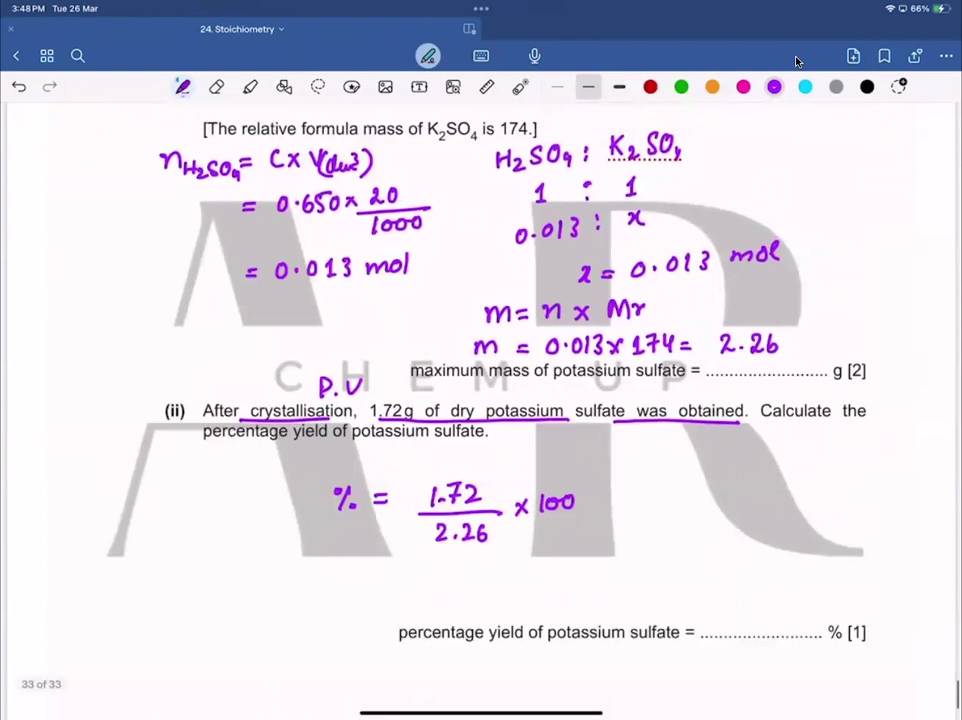 3:48PM Tue 26 Mar
66%
24. Stoichiometry
[The relative formula mass of K₂SO₄ is 174.]
nH₂SO₄ = C x V(dm³)
= 0.650 x 20/1000
= 0.013 mol
H₂SO₄ : K₂SO₄
1 : 1
0.013 : x
x = 0.013 mol
m = n x Mr
m = 0.013 x 174 = 2.26
maximum mass of potassium sulfate = .......................... g [2]
CHEM UP
P.V
(ii) After crystallisation, 1.72g of dry potassium sulfate was obtained. Calculate the
percentage yield of potassium sulfate.
% = 1.72/2.26 x 100
percentage yield of potassium sulfate = .......................... % [1]
33 of 33